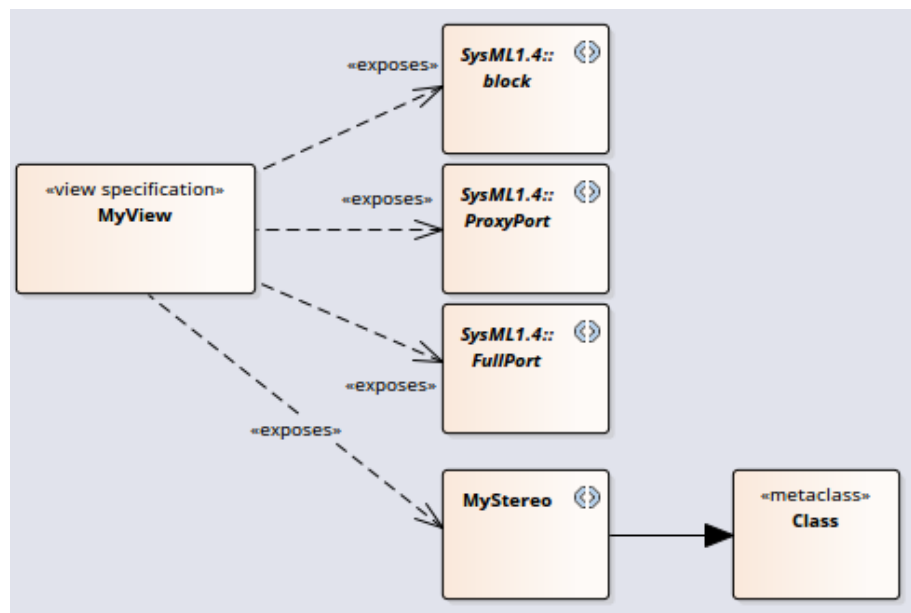 «exposes»
SysML1.4::
block
«view specification»
MyView
«exposes»
SysML1.4::
ProxyPort
SysML1.4::
FullPort
«exposes»
«exposes»
MyStereo
«metaclass»
Class